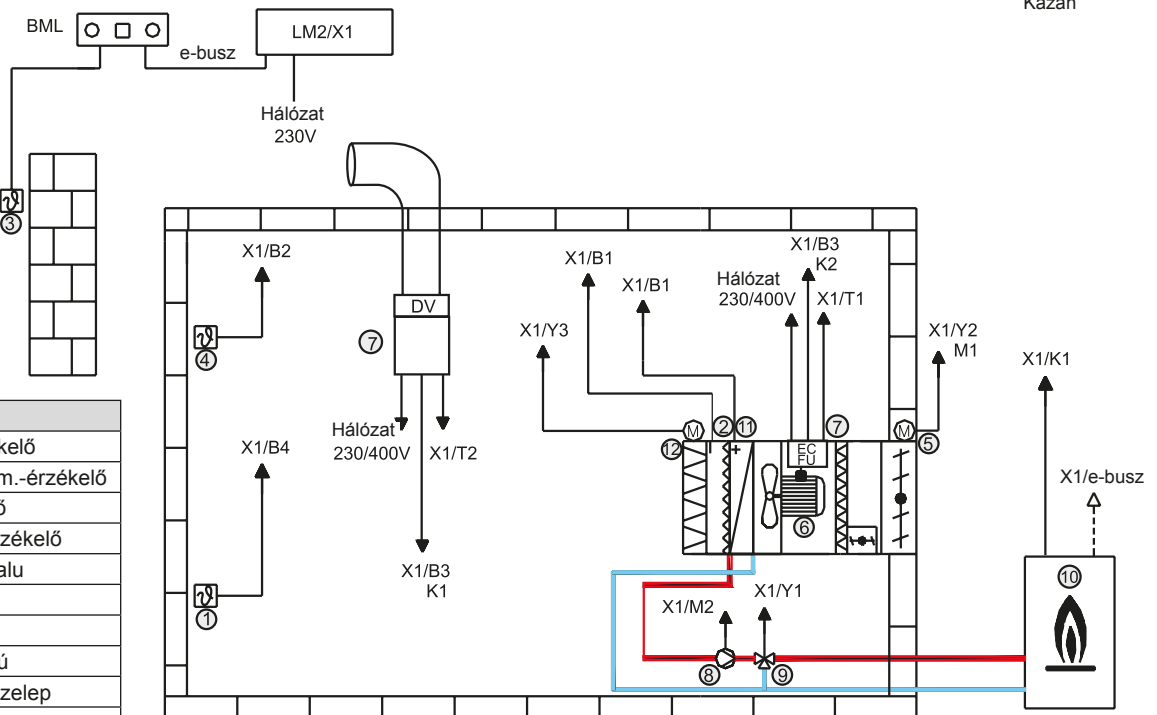 Kazán
BML
LM2/X1
e-busz
Hálózat
230V
3
X1/B2
4
DV
7
Hálózat
230/400V
X1/T2
X1/B3
K1
X1/B4
1
X1/Y3
X1/B1
X1/B1
Hálózat
230/400V
X1/B3
K2
X1/T1
X1/Y2
M1
M
12
2
11
+
EC
FU
7
M
5
6
X1/K1
X1/e-busz
10
X1/M2
X1/Y1
8
9
kelő
m.-érzékelő
ő
zékelő
alu
ú
zelep